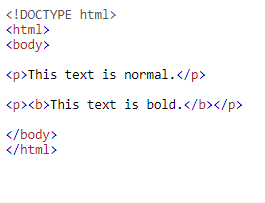 <!DOCTYPE html>
<html>
<body>
<p>This text is normal.</p>
<p><b>This text is bold.</b></p>
</body>
</html>